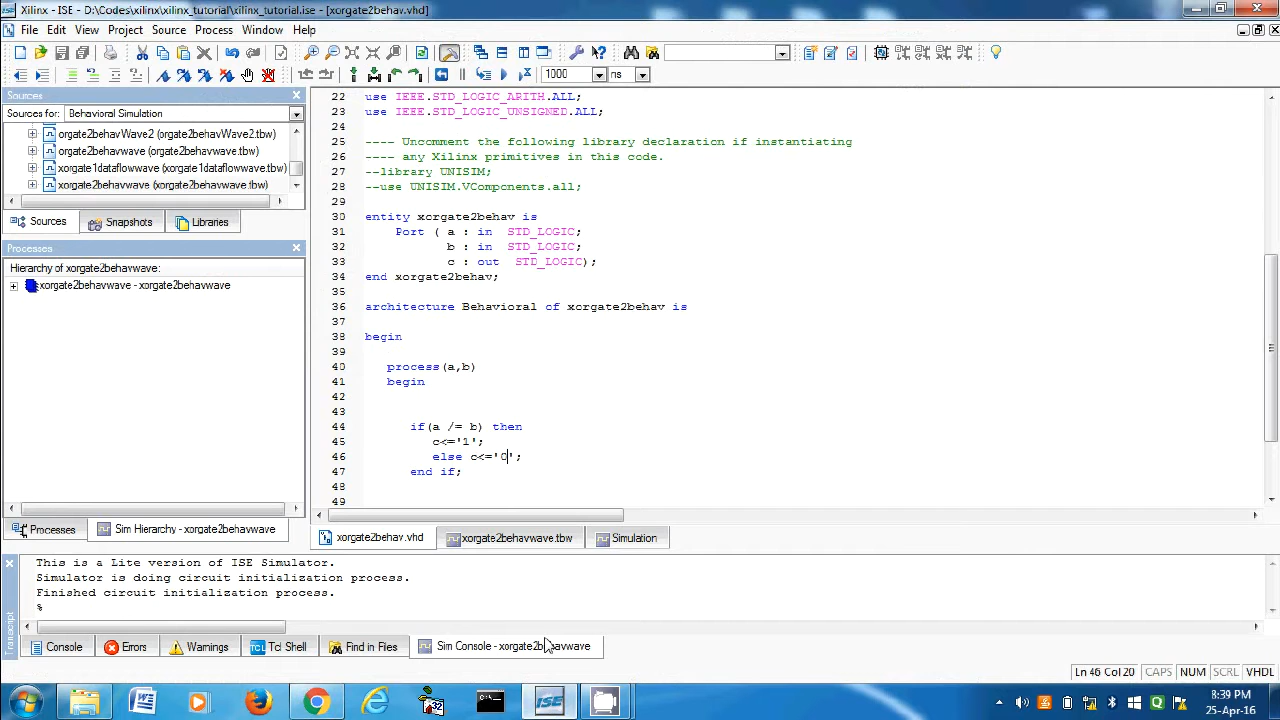 Xilinx - ISE - D:\Codes\xilinx\xilinx_tutorial\xilinx_tutorial.ise - [xorgate2behav.vhd]
File Edit View Project Source Process Window Help
1000 ns
Sources
Sources for: Behavioral Simulation
orgate2behavWave2 (orgate2behavWave2.tbw)
orgate2behavwave (orgate2behavwave.tbw)
xorgate1dataflowwave (xorgate1dataflowwave.tbw)
xorgate2behavwave (xorgate2behavwave.tbw)
Sources Snapshots Libraries
Processes
Hierarchy of xorgate2behavwave:
xorgate2behavwave - xorgate2behavwave
Processes Sim Hierarchy - xorgate2behavwave
22 use IEEE.STD_LOGIC_ARITH.ALL;
23 use IEEE.STD_LOGIC_UNSIGNED.ALL;
24
25 ---- Uncomment the following library declaration if instantiating
26 ---- any Xilinx primitives in this code.
27 --library UNISIM;
28 --use UNISIM.VComponents.all;
29
30 entity xorgate2behav is
31 Port ( a : in STD_LOGIC;
32 b : in STD_LOGIC;
33 c : out STD_LOGIC);
34 end xorgate2behav;
35
36 architecture Behavioral of xorgate2behav is
37
38 begin
39
40 process(a,b)
41 begin
42
43
44 if(a /= b) then
45 c<='1';
46 else c<='0';
47 end if;
48
49
xorgate2behav.vhd xorgate2behavwave.tbw Simulation
This is a Lite version of ISE Simulator.
Simulator is doing circuit initialization process.
Finished circuit initialization process.
%
Transcript
Console Errors Warnings Tcl Shell Find in Files Sim Console - xorgate2behavwave
Ln 46 Col 20 CAPS NUM SCRL VHDL
8:39 PM
25-Apr-16